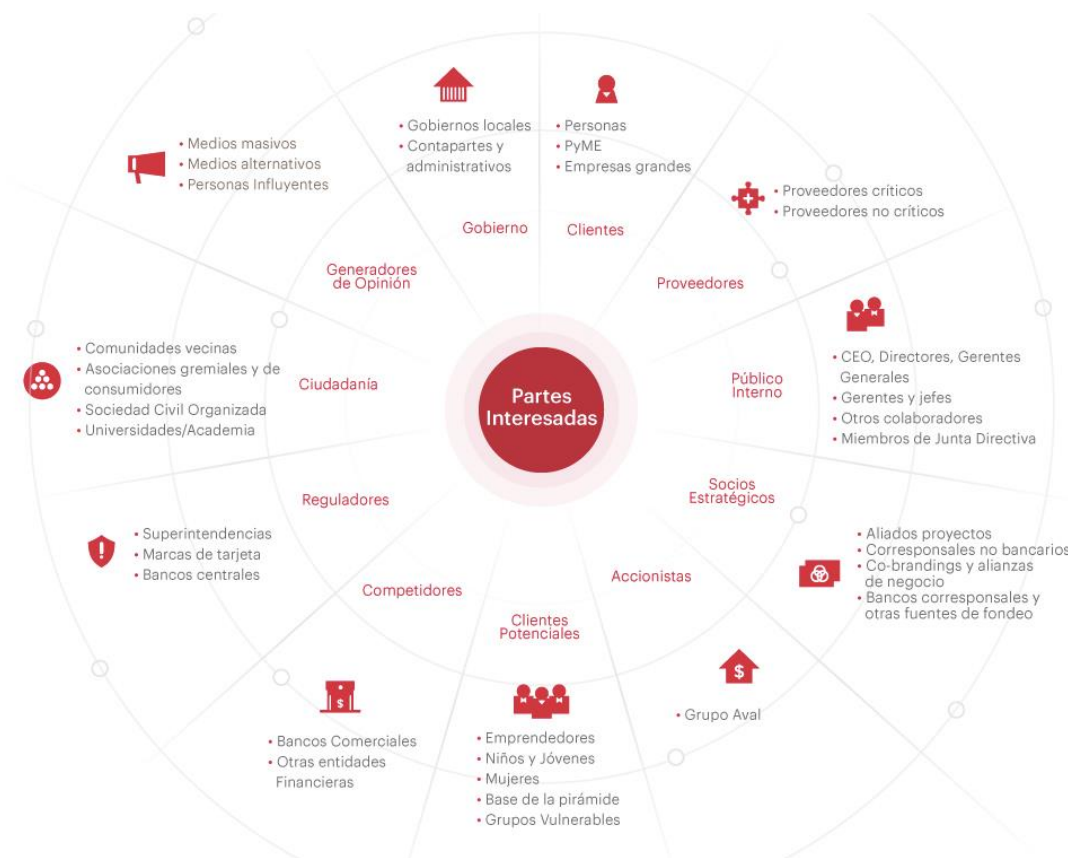 • Gobiernos locales
• Contapartes y
administrativos
Gobierno
• Personas
• PyME
• Empresas grandes
Clientes
• Proveedores críticos
• Proveedores no críticos
Proveedores
• CEO, Directores, Gerentes
Generales
• Gerentes y jefes
• Otros colaboradores
• Miembros de Junta Directiva
Público
Interno
• Aliados proyectos
• Corresponsales no bancarios
• Co-brandings y alianzas
de negocio
• Bancos corresponsales y
otras fuentes de fondeo
Socios
Estratégicos
$
• Grupo Aval
Accionistas
• Emprendedores
• Niños y Jóvenes
• Mujeres
• Base de la pirámide
• Grupos Vulnerables
Clientes
Potenciales
$
• Bancos Comerciales
• Otras entidades
Financieras
Competidores
• Superintendencias
• Marcas de tarjeta
• Bancos centrales
Reguladores
• Comunidades vecinas
• Asociaciones gremiales y de
consumidores
• Sociedad Civil Organizada
• Universidades/Academia
Ciudadanía
• Medios masivos
• Medios alternativos
• Personas Influyentes
Generadores
de Opinión
Partes
Interesadas